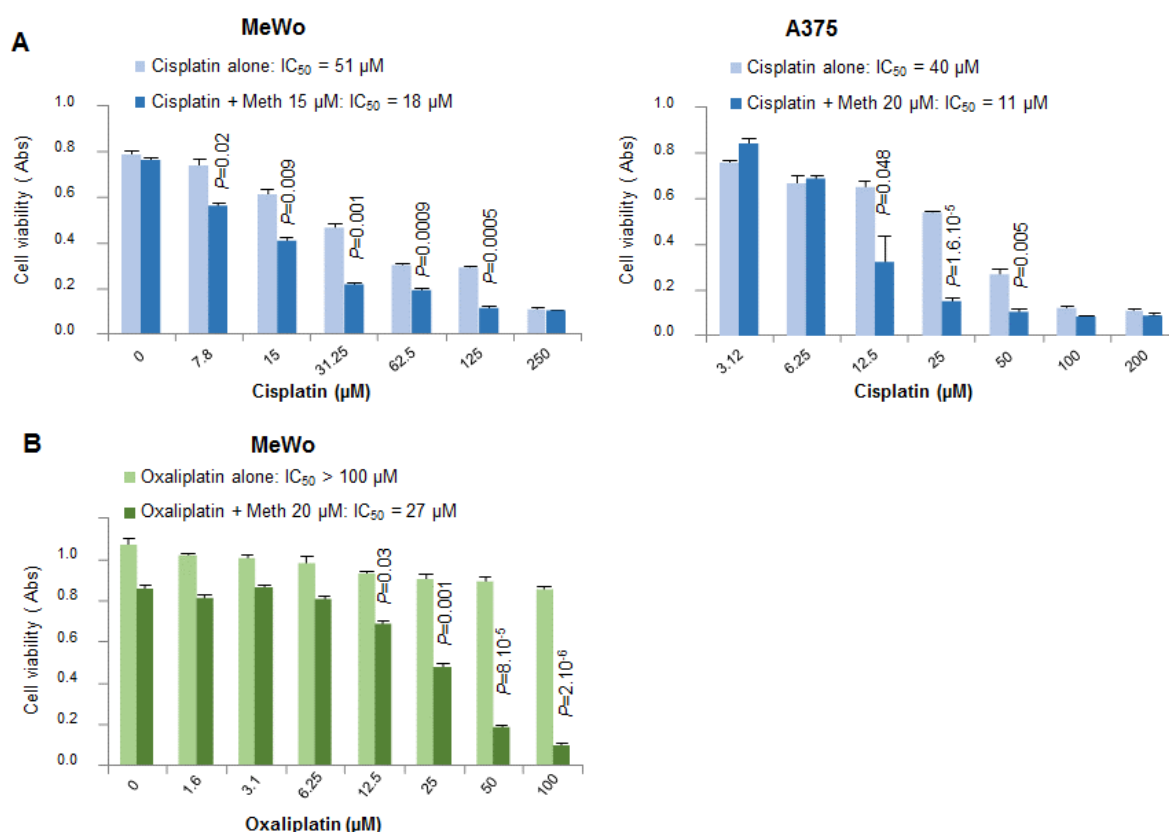 A
MeWo
Cisplatin alone: IC50 = 51 µM
Cisplatin + Meth 15 µM: IC50 = 18 µM
Cell viability ( Abs)
1.0
0.8
0.6
0.4
0.2
0.0
P=0.02
P=0.009
P=0.001
P=0.0009
P=0.0005
0
7.8
15
31.25
62.5
125
250
Cisplatin (µM)
A375
Cisplatin alone: IC50 = 40 µM
Cisplatin + Meth 20 µM: IC50 = 11 µM
Cell viability ( Abs)
1.0
0.8
0.6
0.4
0.2
0.0
P=0.048
P=1.6.10-5
P=0.005
3.12
6.25
12.5
25
50
100
200
Cisplatin (µM)
B
MeWo
Oxaliplatin alone: IC50 > 100 µM
Oxaliplatin + Meth 20 µM: IC50 = 27 µM
Cell viability ( Abs)
1.0
0.8
0.6
0.4
0.2
0.0
P=0.03
P=0.001
P=8.10-5
P=2.10-6
0
1.6
3.1
6.25
12.5
25
50
100
Oxaliplatin (µM)